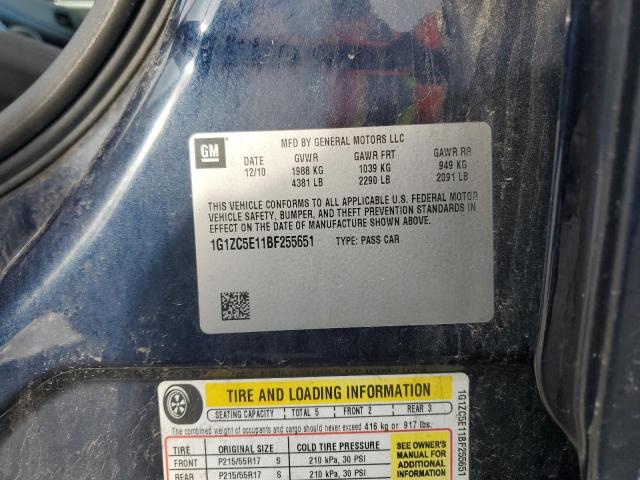 GM
MFD BY GENERAL MOTORS LLC
DATE GVWR GAWR FRT GAWR RR
12/10 1988 KG 1039 KG 949 KG
4381 LB 2290 LB 2091 LB
THIS VEHICLE CONFORMS TO ALL APPLICABLE U.S. FEDERAL MOTOR
VEHICLE SAFETY, BUMPER, AND THEFT PREVENTION STANDARDS IN
EFFECT ON THE DATE OF MANUFACTURE SHOWN ABOVE.
1G1ZC5E11BF255651 TYPE: PASS CAR
TIRE AND LOADING INFORMATION
SEATING CAPACITY TOTAL 5 FRONT 2 REAR 3
The combined weight of occupants and cargo should never exceed 416 kg or 917 lbs.
TIRE ORIGINAL SIZE COLD TIRE PRESSURE
FRONT P215/55R17 S 210 kPa, 30 PSI
REAR P215/55R17 S 210 kPa, 30 PSI
SEE OWNER'S
MANUAL FOR
ADDITIONAL
INFORMATION
1G1ZC5E11BF255651